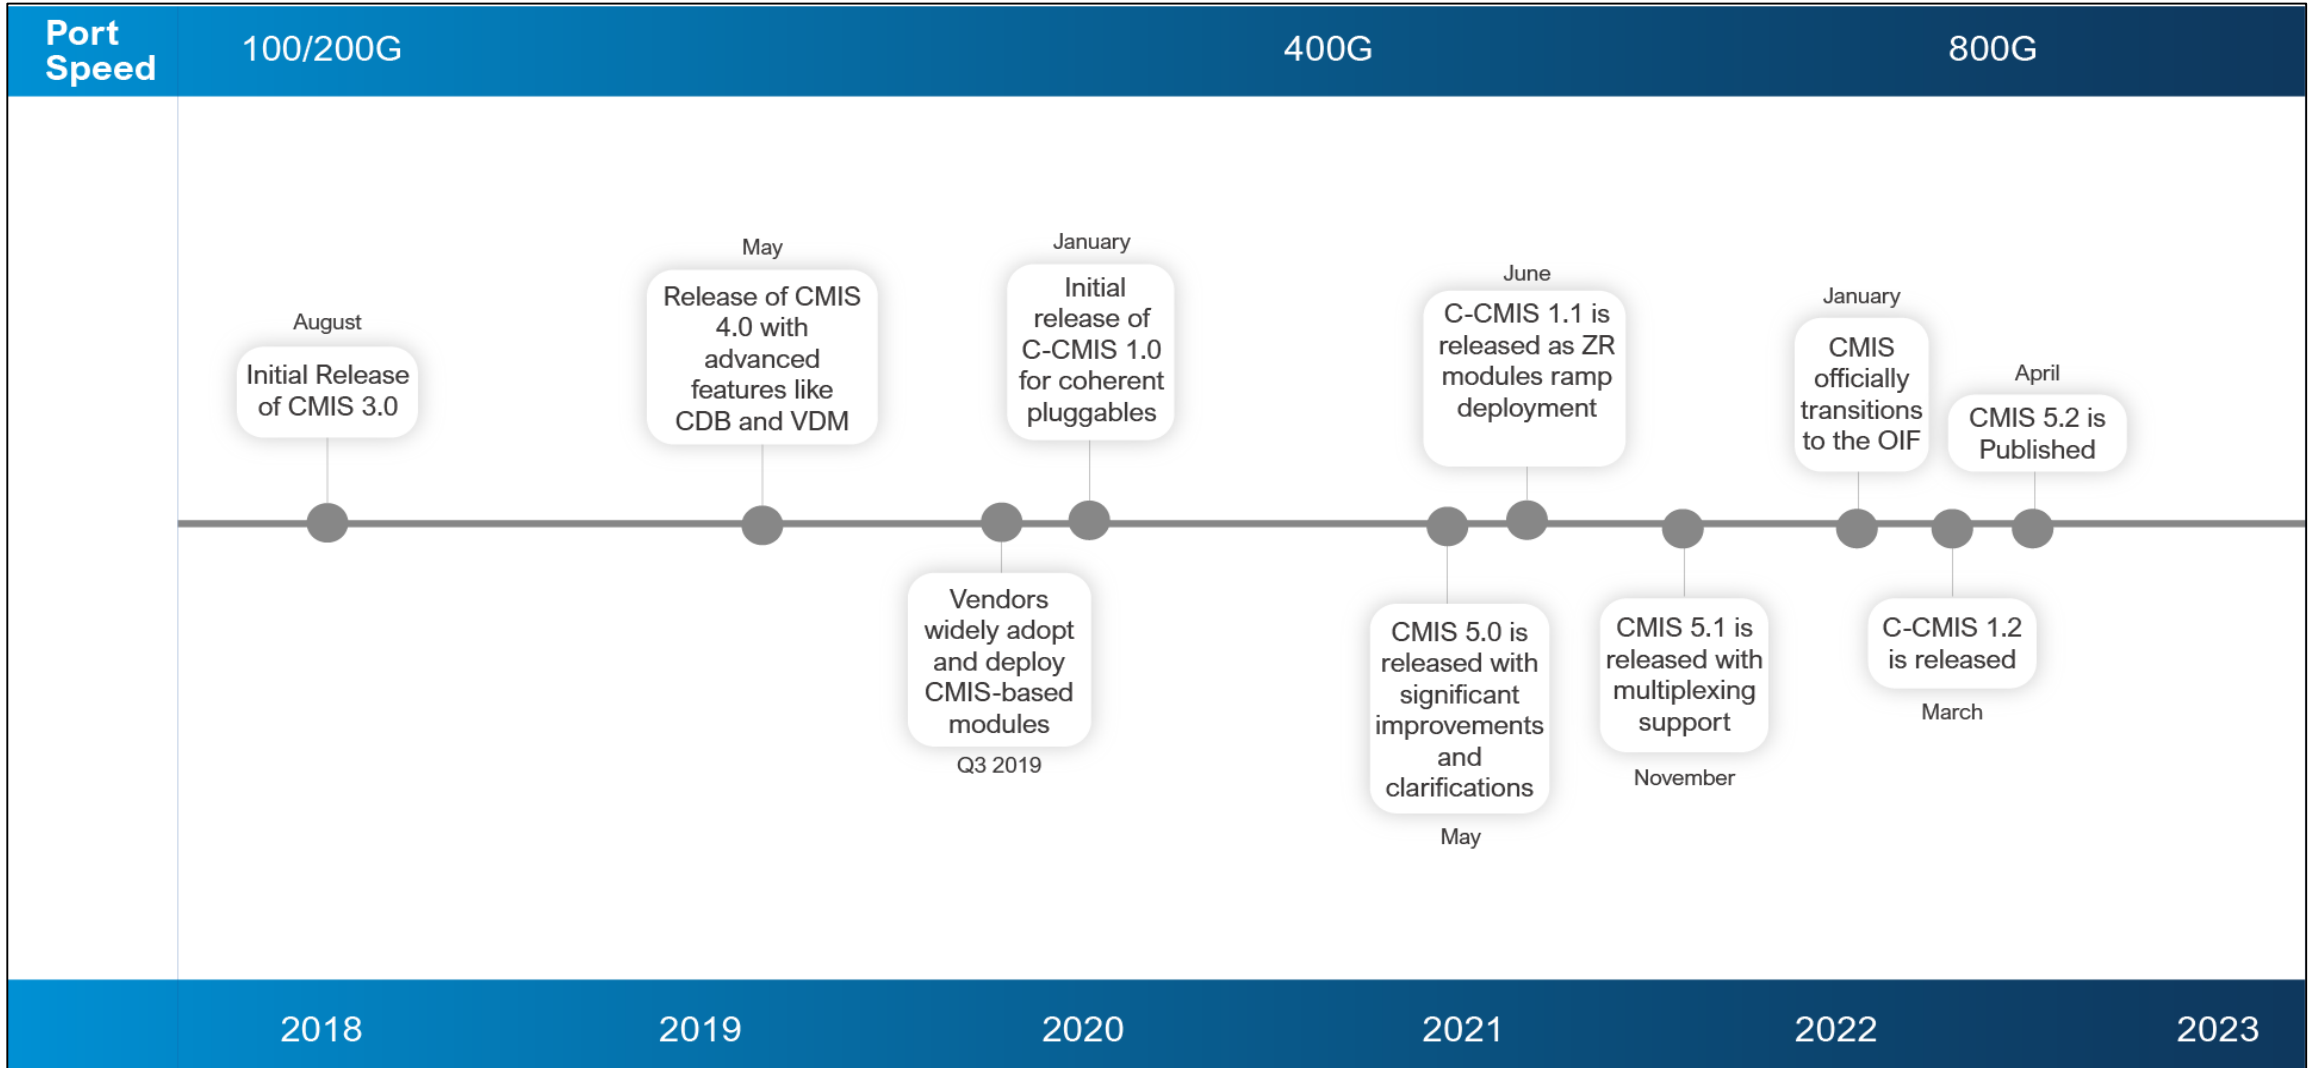 Port
Speed
100/200G
400G
800G
August
Initial Release
of CMIS 3.0
May
Release of CMIS
4.0 with
advanced
features like
CDB and VDM
Vendors
widely adopt
and deploy
CMIS-based
modules
Q3 2019
January
Initial
release of
C-CMIS 1.0
for coherent
pluggables
CMIS 5.0 is
released with
significant
improvements
and
clarifications
May
June
C-CMIS 1.1 is
released as ZR
modules ramp
deployment
CMIS 5.1 is
released with
multiplexing
support
November
January
CMIS
officially
transitions
to the OIF
C-CMIS 1.2
is released
March
April
CMIS 5.2 is
Published
2018
2019
2020
2021
2022
2023